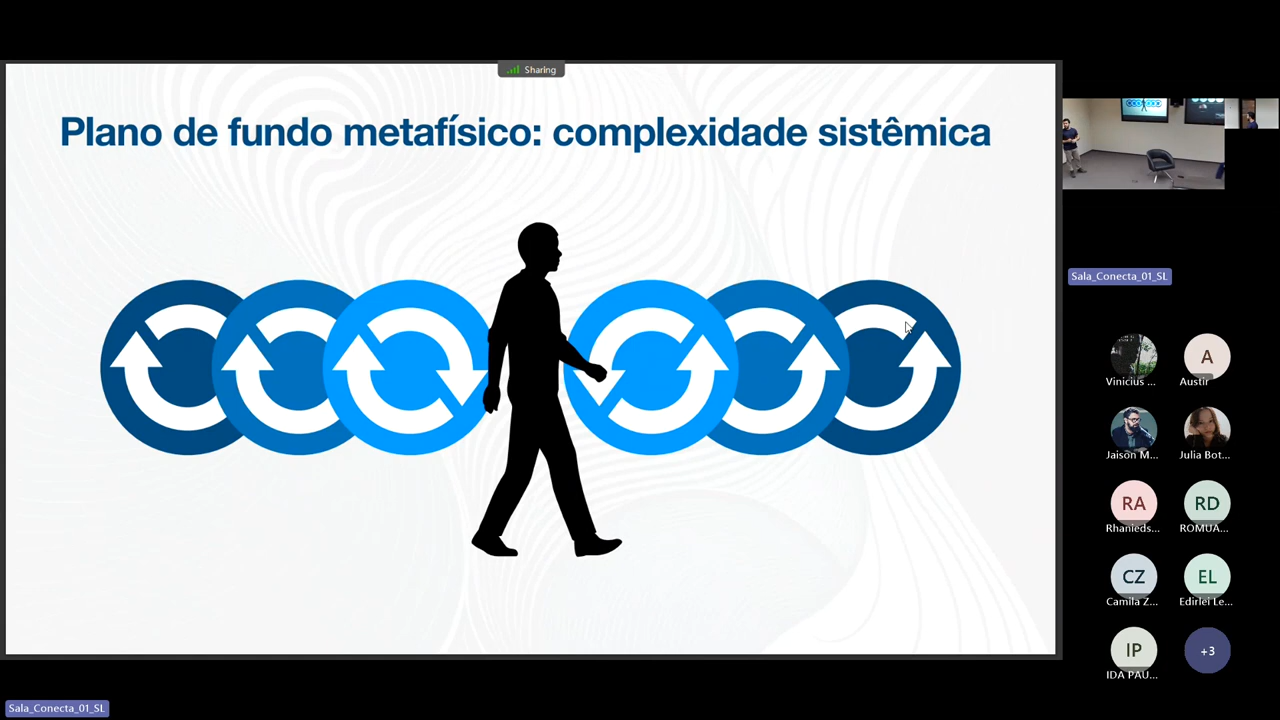 Sharing
Plano de fundo metafísico: complexidade sistêmica
Sala_Conecta_01_SL
Vinicius ...
A
Austir
Jaison M...
Julia Bot...
RA
Rhanieds...
RD
ROMUA...
CZ
Camila Z...
EL
Edirlei Le...
IP
IDA PAU...
+3
Sala_Conecta_01_SL